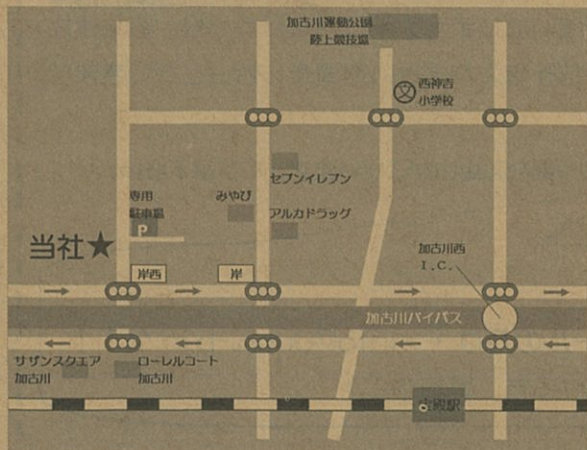 加古川運動公園
陸上競技場
西神吉
小学校
セブンイレブン
専用
駐車場
P
みやび
アルカドラッグ
当社★
加古川西
I.C.
岸西
岸
加古川バイパス
サザンスクエア
加古川
ローレルコート
加古川
宝殿駅